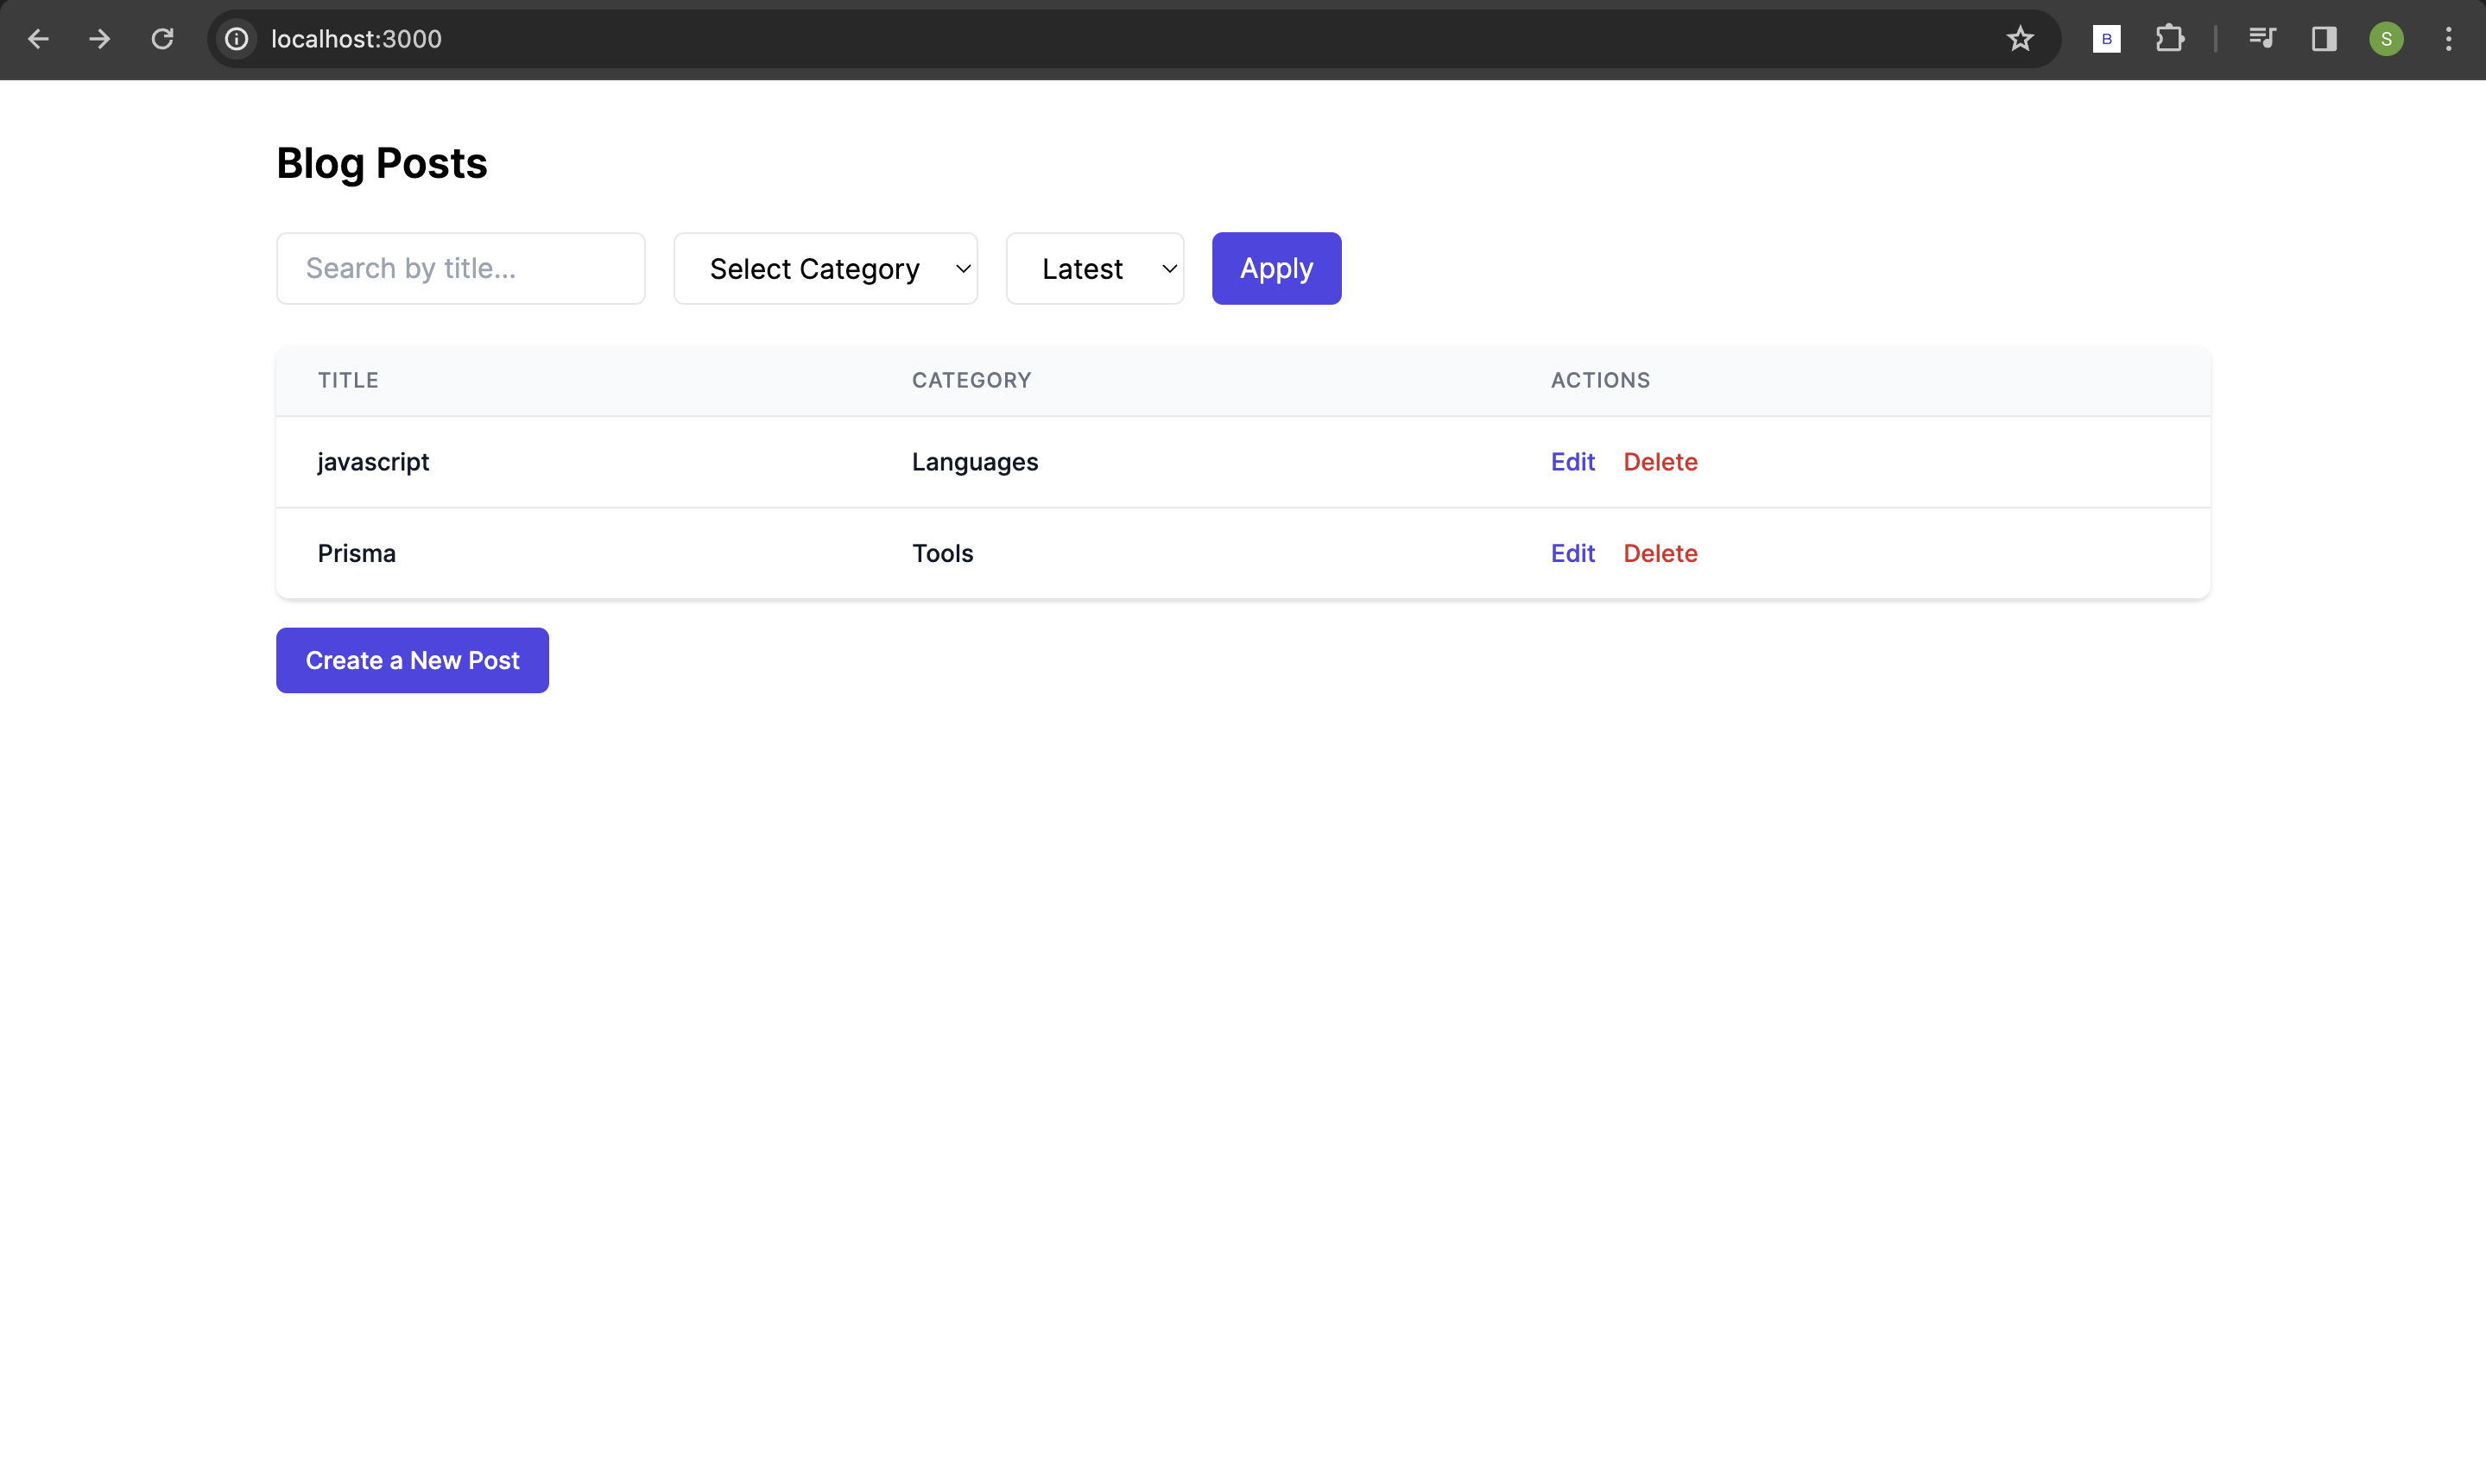 localhost:3000
B
S
Blog Posts
Search by title...
Select Category
Latest
Apply
TITLE CATEGORY ACTIONS
javascript Languages Edit Delete
Prisma Tools Edit Delete
Create a New Post